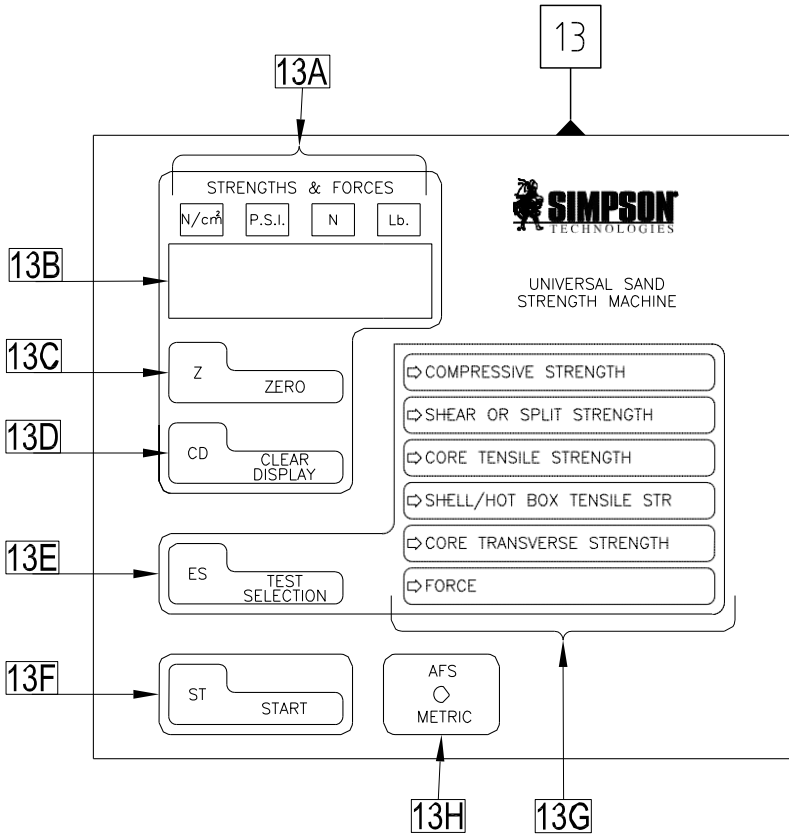 13
13A
STRENGTHS & FORCES
N/cm² P.S.I. N Lb.
SIMPSON
TECHNOLOGIES
13B
UNIVERSAL SAND
STRENGTH MACHINE
13C
Z
ZERO
13D
CD
CLEAR
DISPLAY
⇨COMPRESSIVE STRENGTH
⇨SHEAR OR SPLIT STRENGTH
⇨CORE TENSILE STRENGTH
⇨SHELL/HOT BOX TENSILE STR
⇨CORE TRANSVERSE STRENGTH
⇨FORCE
13E
ES
TEST
SELECTION
13F
ST
START
AFS
METRIC
13H
13G